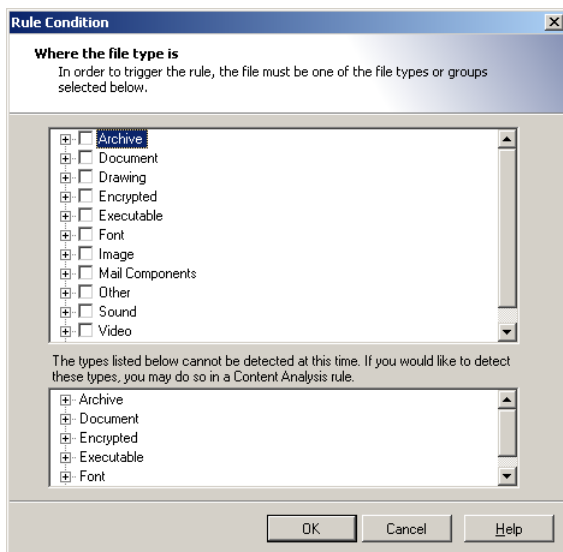 Rule Condition
Where the file type is
In order to trigger the rule, the file must be one of the file types or groups
selected below.
Archive
Document
Drawing
Encrypted
Executable
Font
Image
Mail Components
Other
Sound
Video
The types listed below cannot be detected at this time. If you would like to detect
these types, you may do so in a Content Analysis rule.
Archive
Document
Encrypted
Executable
Font
OK
Cancel
Help